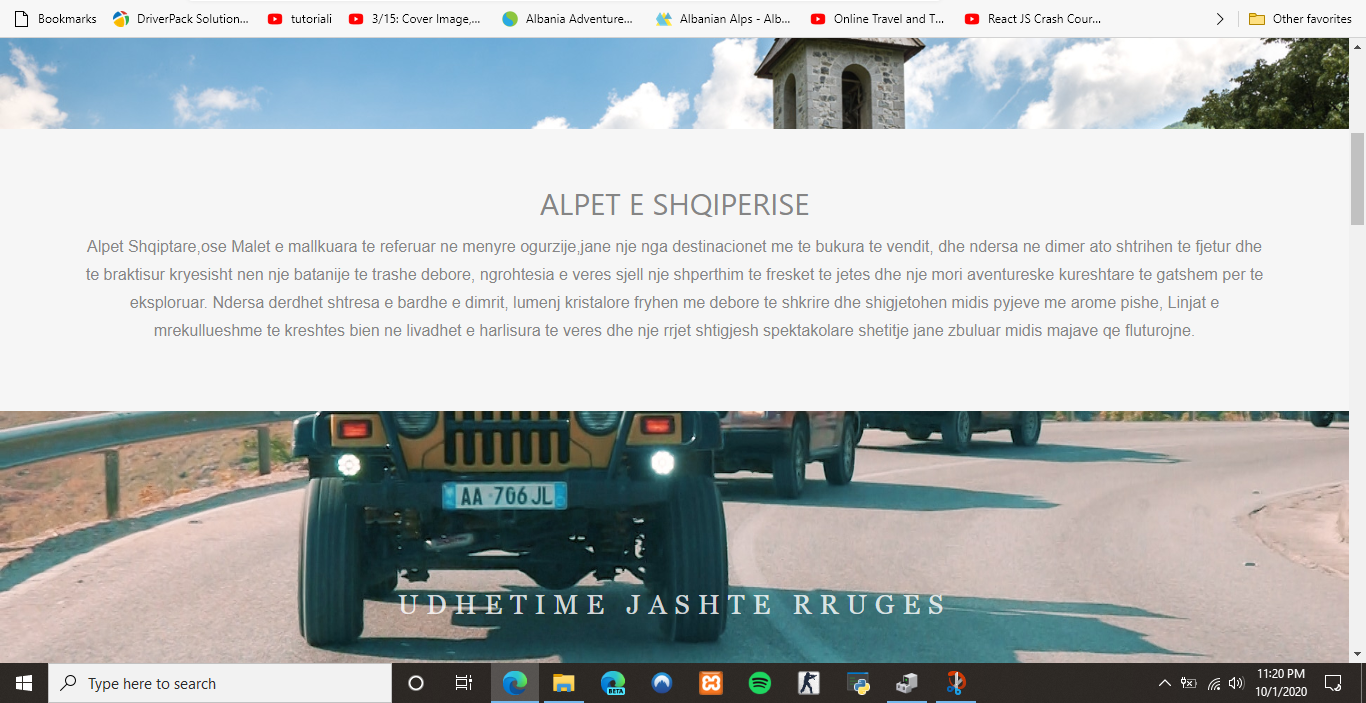 Bookmarks DriverPack Solution... tutoriali 3/15: Cover Image,... Albania Adventure... Albanian Alps - Alb... Online Travel and T... React JS Crash Cour... Other favorites
ALPET E SHQIPERISE
Alpet Shqiptare,ose Malet e mallkuara te referuar ne menyre ogurzije,jane nje nga destinacionet me te bukura te vendit, dhe ndersa ne dimer ato shtrihen te fjetur dhe
te braktisur kryesisht nen nje batanije te trashe debore, ngrohtesia e veres sjell nje shperthim te fresket te jetes dhe nje mori aventureske kureshtare te gatshem per te
eksploruar. Ndersa derdhet shtresa e bardhe e dimrit, lumenj kristalore fryhen me debore te shkrire dhe shigjetohen midis pyjeve me arome pishe, Linjat e
mrekullueshme te kreshtes bien ne livadhet e harlisura te veres dhe nje rrjet shtigjesh spektakolare shetitje jane zbuluar midis majave qe fluturojne.
AA 706 JL
UDHETIME JASHTE RRUGES
Type here to search
BETA
11:20 PM
10/1/2020